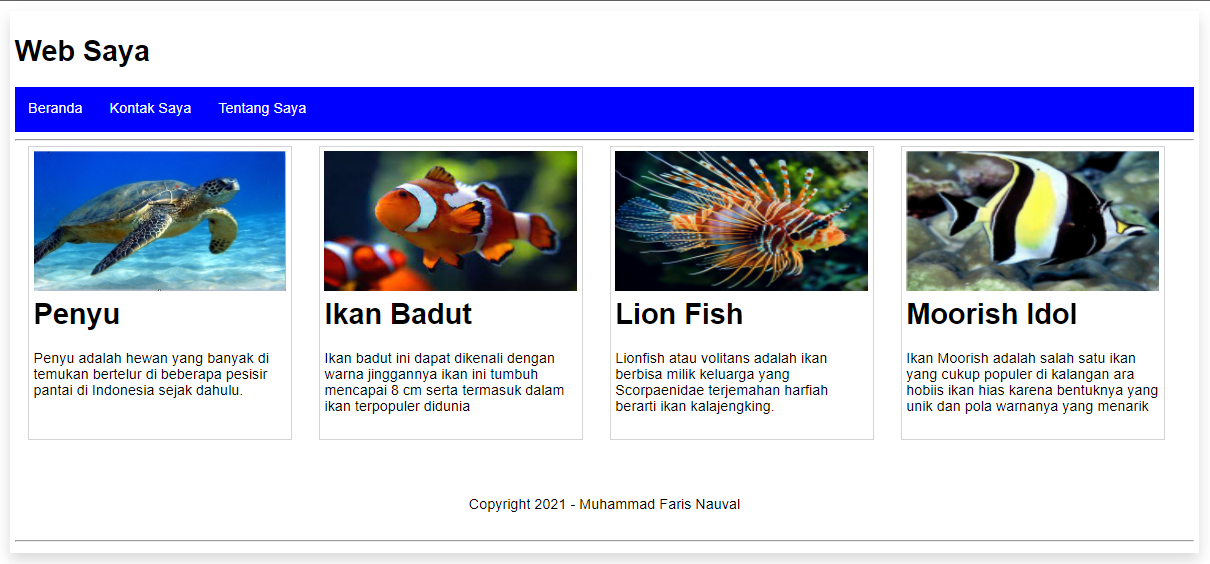 Web Saya
Beranda Kontak Saya Tentang Saya
Penyu
Penyu adalah hewan yang banyak di
temukan bertelur di beberapa pesisir
pantai di Indonesia sejak dahulu.
Ikan Badut
Ikan badut ini dapat dikenali dengan
warna jinggannya ikan ini tumbuh
mencapai 8 cm serta termasuk dalam
ikan terpopuler didunia
Lion Fish
Lionfish atau volitans adalah ikan
berbisa milik keluarga yang
Scorpaenidae terjemahan harfiah
berarti ikan kalajengking.
Moorish Idol
Ikan Moorish adalah salah satu ikan
yang cukup populer di kalangan ara
hobiis ikan hias karena bentuknya yang
unik dan pola warnanya yang menarik
Copyright 2021 - Muhammad Faris Nauval